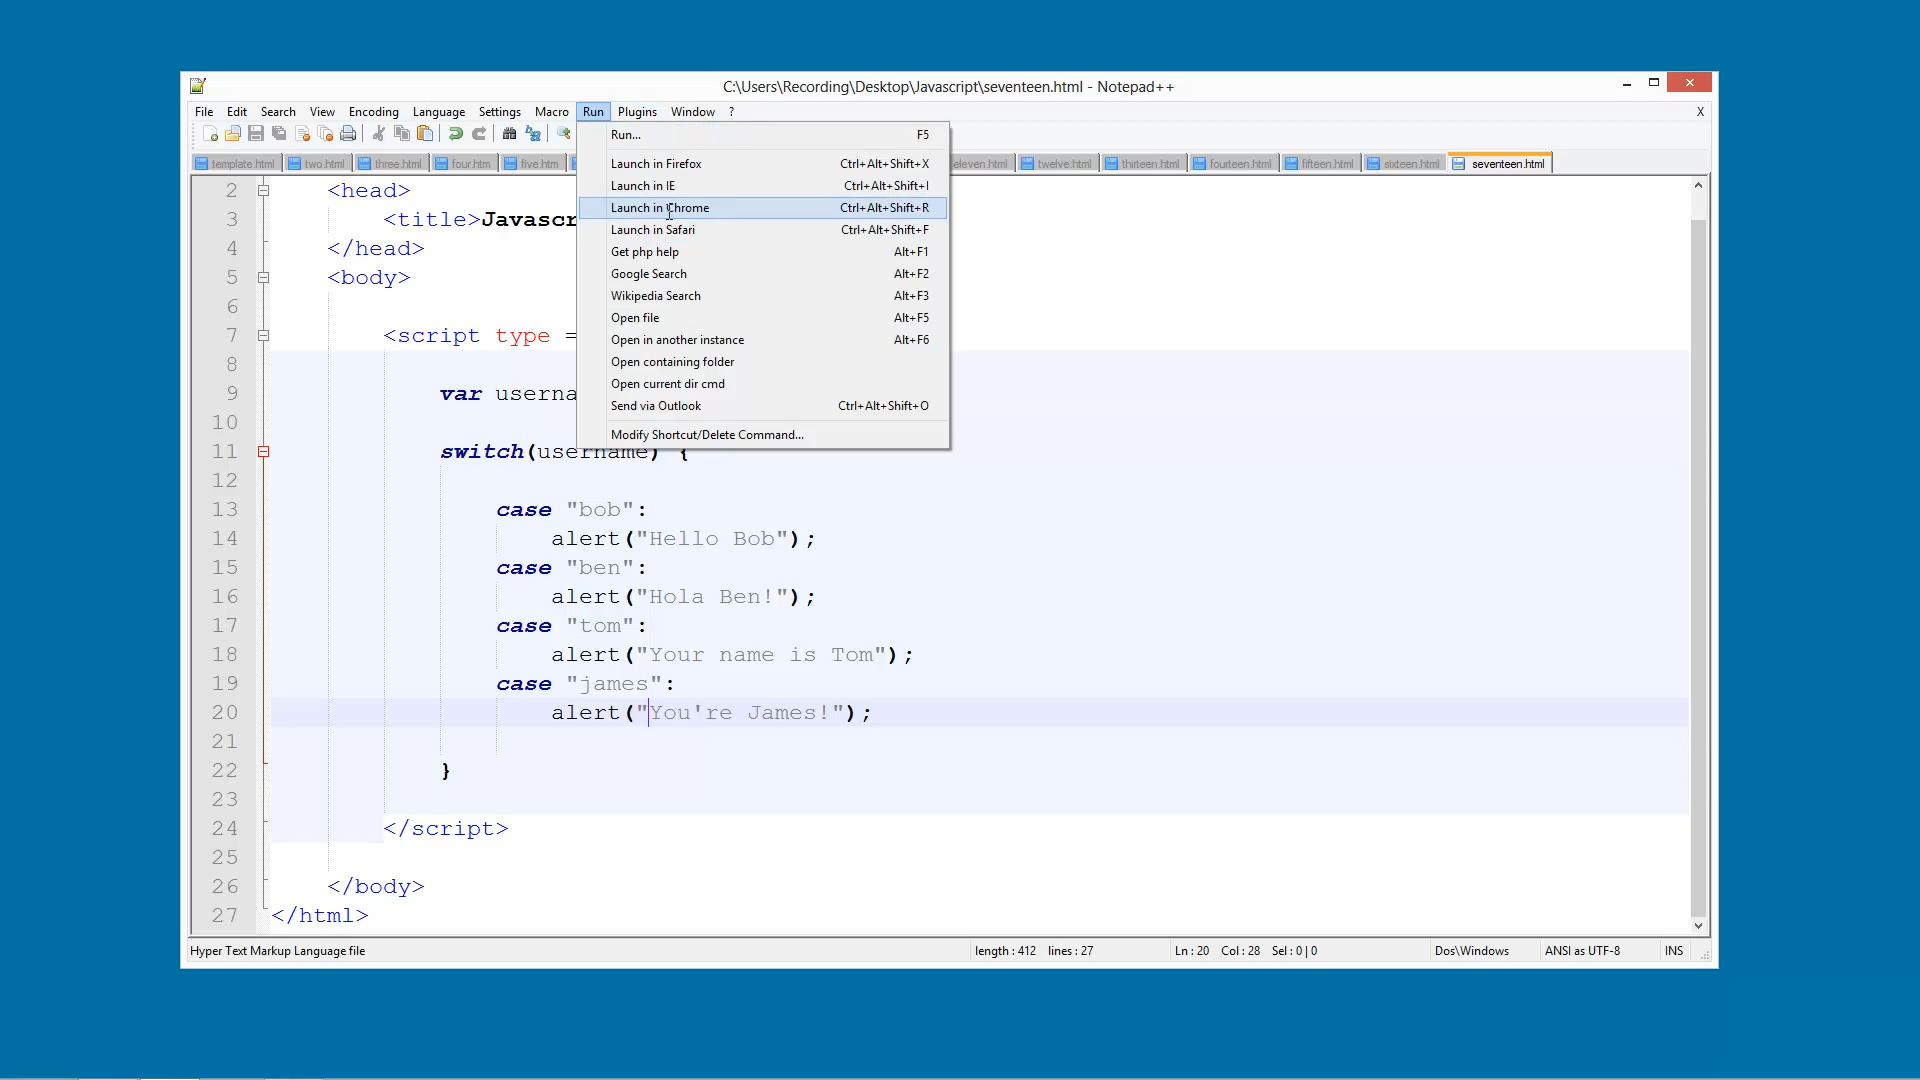 C:\Users\Recording\Desktop\Javascript\seventeen.html - Notepad++
File Edit Search View Encoding Language Settings Macro Run Plugins Window ? X
Run... F5
template.html two.html three.html four.htm five.htm eleven.html twelve.html thirteen.html fourteen.html fifteen.html sixteen.html seventeen.html
Launch in Firefox Ctrl+Alt+Shift+X
Launch in IE Ctrl+Alt+Shift+I
Launch in Chrome Ctrl+Alt+Shift+R
Launch in Safari Ctrl+Alt+Shift+F
Get php help Alt+F1
Google Search Alt+F2
Wikipedia Search Alt+F3
Open file Alt+F5
Open in another instance Alt+F6
Open containing folder
Open current dir cmd
Send via Outlook Ctrl+Alt+Shift+O
Modify Shortcut/Delete Command...
2 <head>
3 <title>Javascr
4 </head>
5 <body>
6
7 <script type =
8
9 var userna
10
11 switch(username) {
12
13 case "bob":
14 alert("Hello Bob");
15 case "ben":
16 alert("Hola Ben!");
17 case "tom":
18 alert("Your name is Tom");
19 case "james":
20 alert("You're James!");
21
22 }
23
24 </script>
25
26 </body>
27 </html>
Hyper Text Markup Language file length : 412 lines : 27 Ln : 20 Col : 28 Sel : 0 | 0 Dos\Windows ANSI as UTF-8 INS